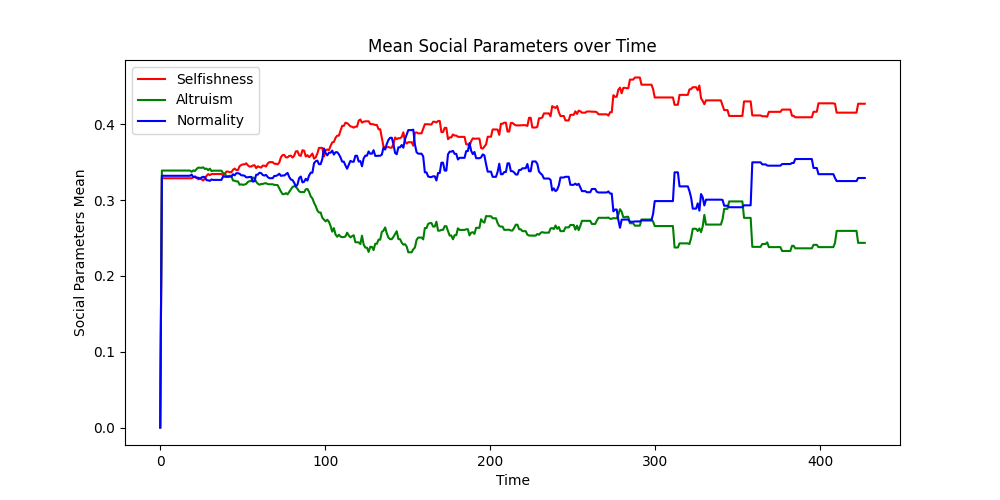 Mean Social Parameters over Time
Selfishness
Altruism
Normality
Social Parameters Mean
0.4
0.3
0.2
0.1
0.0
0 100 200 300 400
Time